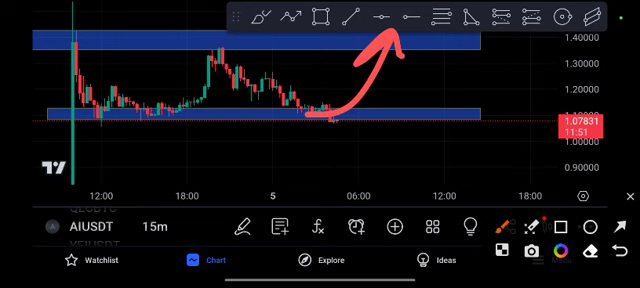 1.40000
1.30000
1.20000
1.07831
11:51
1.00000
0.90000
12:00
18:00
5
06:00
12:00
18:00
A AIUSDT 15m
Watchlist
Chart
Explore
Ideas